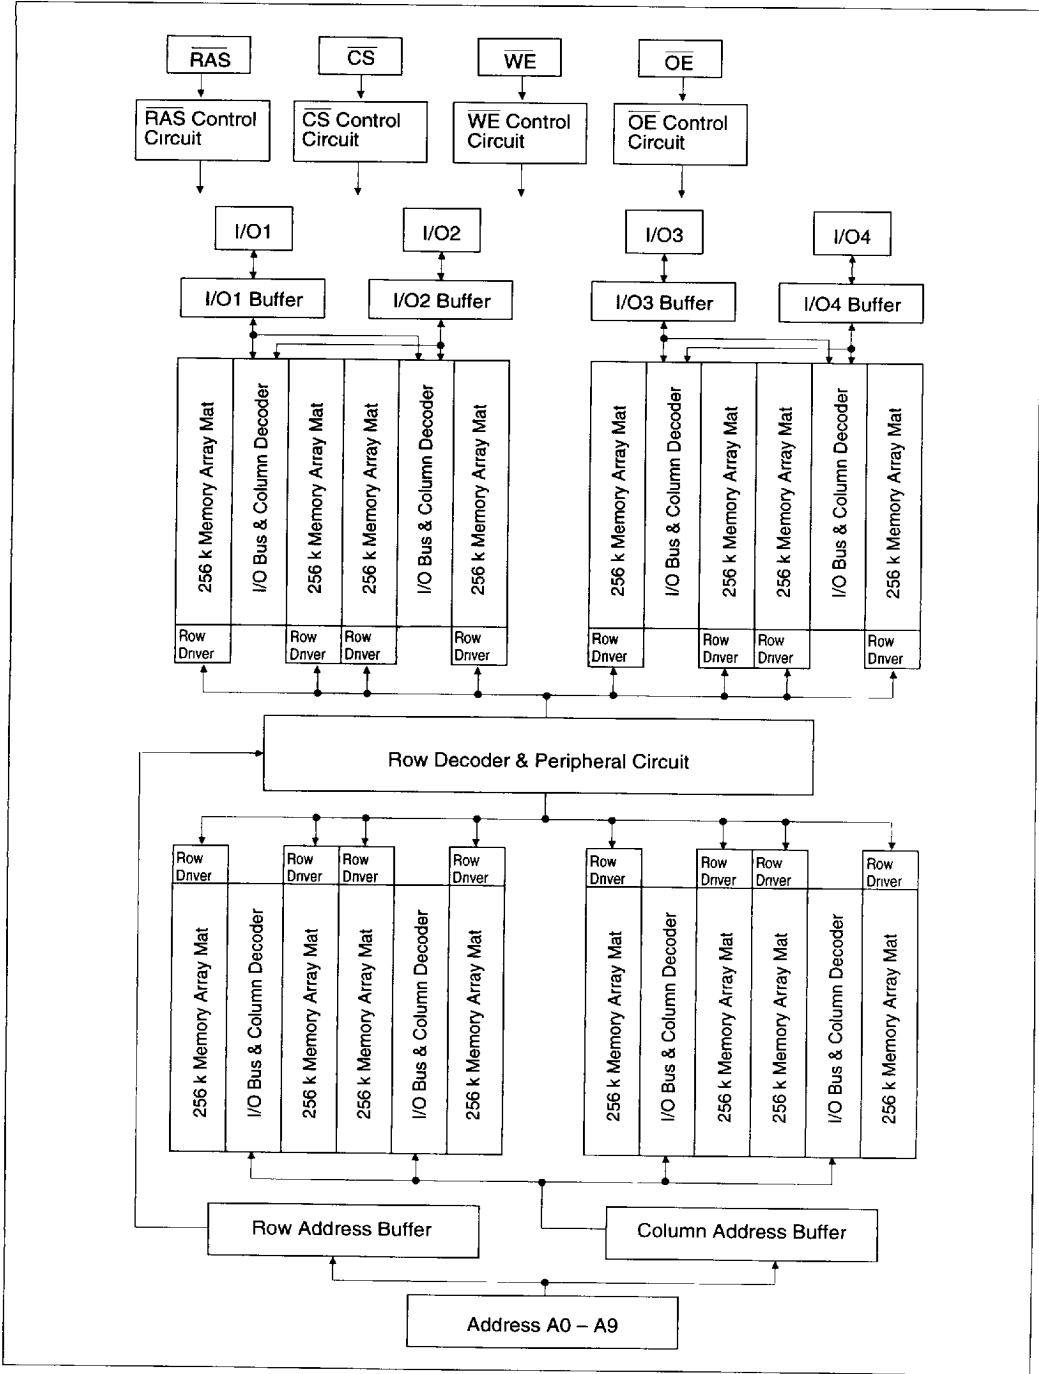 R̅A̅S̅
C̅S̅
W̅E̅
O̅E̅
R̅A̅S̅ Control
Circuit
C̅S̅ Control
Circuit
W̅E̅ Control
Circuit
O̅E̅ Control
Circuit
I/O1
I/O2
I/O3
I/O4
I/O1 Buffer
I/O2 Buffer
I/O3 Buffer
I/O4 Buffer
256 k Memory Array Mat
I/O Bus & Column Decoder
256 k Memory Array Mat
256 k Memory Array Mat
I/O Bus & Column Decoder
256 k Memory Array Mat
256 k Memory Array Mat
I/O Bus & Column Decoder
256 k Memory Array Mat
256 k Memory Array Mat
I/O Bus & Column Decoder
256 k Memory Array Mat
Row
Driver
Row
Driver
Row
Driver
Row
Driver
Row
Driver
Row
Driver
Row
Driver
Row
Driver
Row Decoder & Peripheral Circuit
Row
Driver
Row
Driver
Row
Driver
Row
Driver
Row
Driver
Row
Driver
Row
Driver
Row
Driver
256 k Memory Array Mat
I/O Bus & Column Decoder
256 k Memory Array Mat
256 k Memory Array Mat
I/O Bus & Column Decoder
256 k Memory Array Mat
256 k Memory Array Mat
I/O Bus & Column Decoder
256 k Memory Array Mat
256 k Memory Array Mat
I/O Bus & Column Decoder
256 k Memory Array Mat
Row Address Buffer
Column Address Buffer
Address A0 – A9